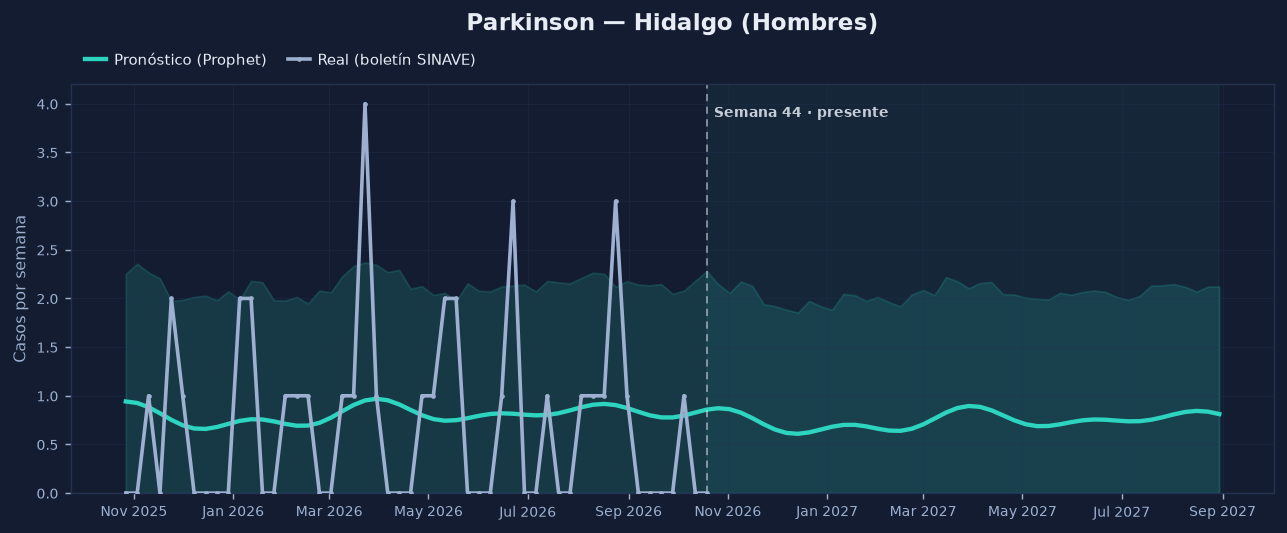 Parkinson — Hidalgo (Hombres)
Pronóstico (Prophet)
Real (boletín SINAVE)
Semana 44 · presente
Casos por semana
4.0
3.5
3.0
2.5
2.0
1.5
1.0
0.5
0.0
Nov 2025
Jan 2026
Mar 2026
May 2026
Jul 2026
Sep 2026
Nov 2026
Jan 2027
Mar 2027
May 2027
Jul 2027
Sep 2027